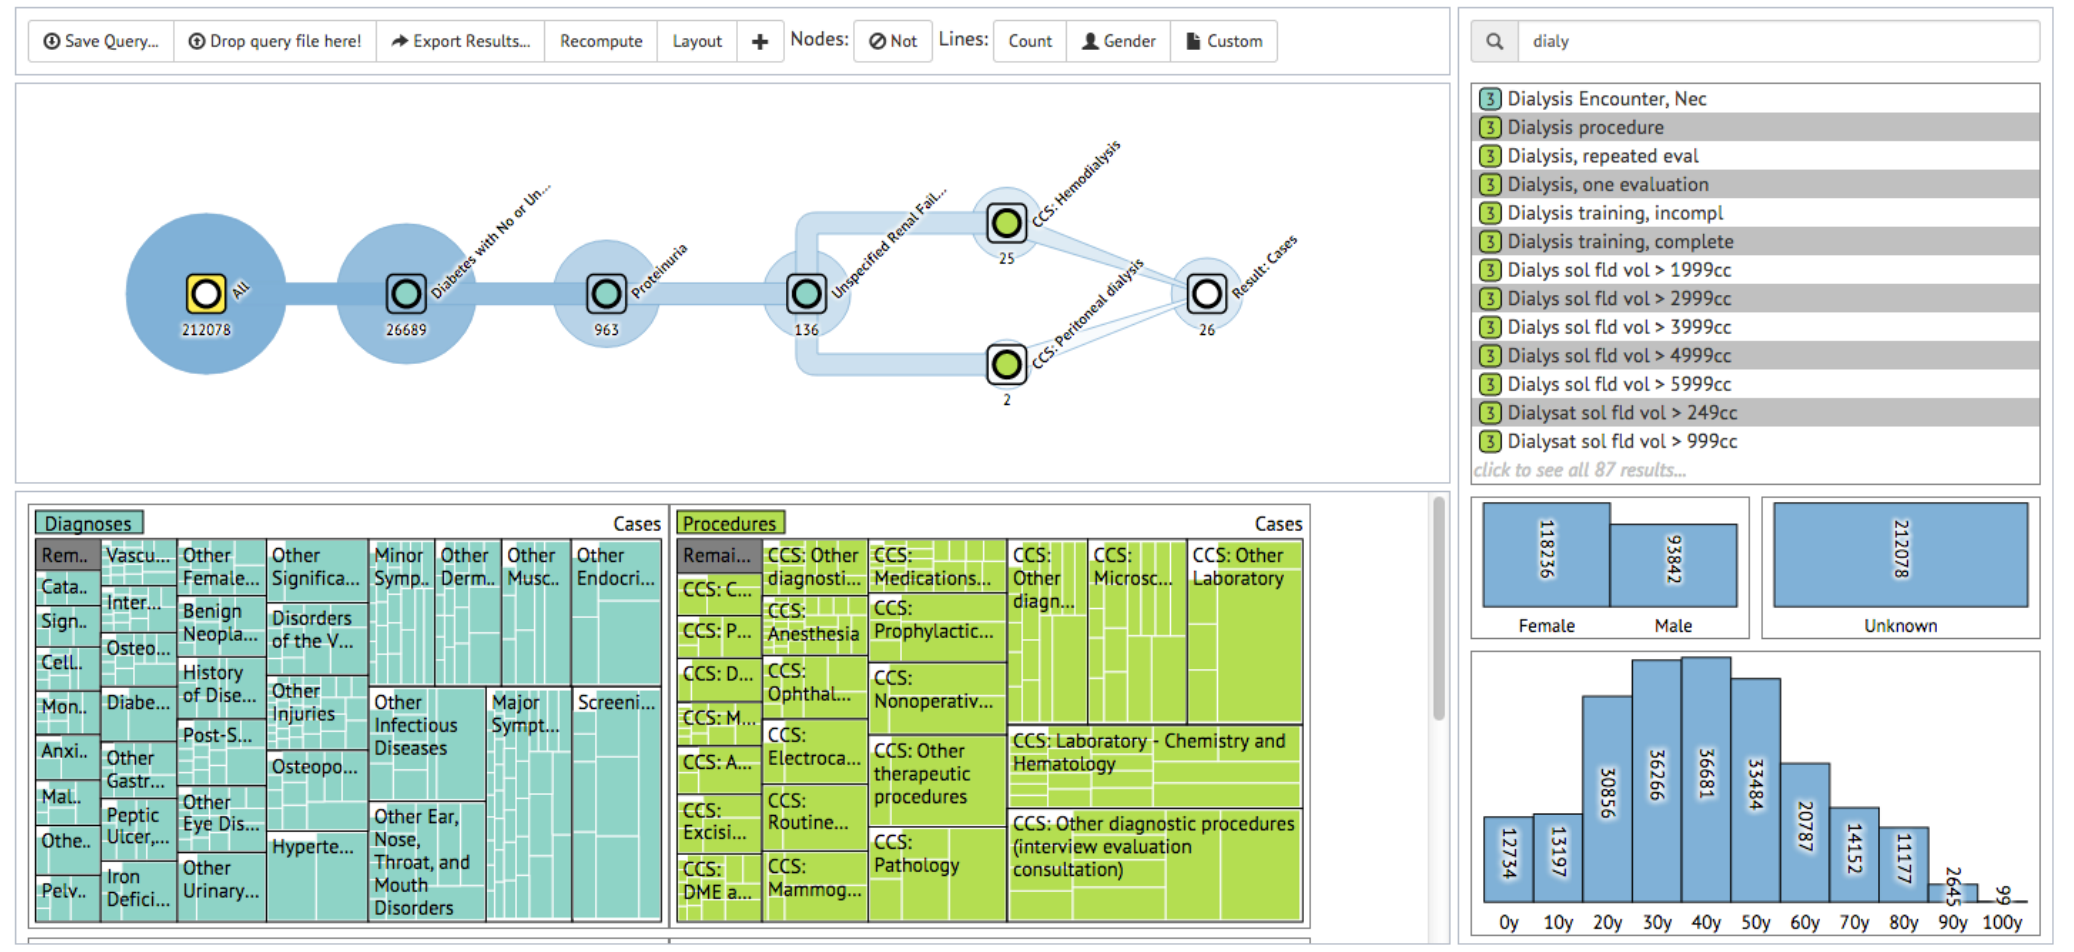 Save Query... Drop query file here! Export Results... Recompute Layout + Nodes: Not Lines: Count Gender Custom
All
212078
Diabetes with No or Un...
26689
Proteinuria
963
Unspecified Renal Fail...
136
CCS: Hemodialysis
25
CCS: Peritoneal dialysis
2
Result: Cases
26
Diagnoses
Cases
Rem..
Cata..
Sign..
Cell..
Mon..
Anxi..
Mal..
Othe..
Pelv..
Vascu...
Inter...
Osteo...
Diabe...
Other
Gastr...
Peptic
Ulcer,...
Iron
Defici...
Other
Female...
Benign
Neopla...
History
of Dise...
Post-S...
Other
Eye Dis...
Other
Urinary...
Other
Significa...
Disorders
of the V...
Other
Injuries
Osteopo...
Hyperte...
Minor
Symp..
Other
Derm..
Other
Musc..
Other
Endocri...
Other
Infectious
Diseases
Other Ear,
Nose,
Throat, and
Mouth
Disorders
Major
Sympt...
Screeni...
Procedures
Cases
Remai...
CCS: C...
CCS: P...
CCS: D...
CCS: M...
CCS: A...
CCS:
Excisi...
CCS:
DME a...
CCS: Other
diagnosti...
CCS:
Anesthesia
CCS:
Ophthal...
CCS:
Electroca...
CCS:
Routine...
CCS:
Mammog...
CCS:
Medications...
CCS:
Prophylactic...
CCS:
Nonoperativ...
CCS: Other
therapeutic
procedures
CCS:
Pathology
CCS:
Other
diagn...
CCS:
Microsc...
CCS: Other
Laboratory
CCS: Laboratory - Chemistry and
Hematology
CCS: Other diagnostic procedures
(interview evaluation
consultation)
dialy
3 Dialysis Encounter, Nec
3 Dialysis procedure
3 Dialysis, repeated eval
3 Dialysis, one evaluation
3 Dialysis training, incompl
3 Dialysis training, complete
3 Dialys sol fld vol > 1999cc
3 Dialys sol fld vol > 2999cc
3 Dialys sol fld vol > 3999cc
3 Dialys sol fld vol > 4999cc
3 Dialys sol fld vol > 5999cc
3 Dialysat sol fld vol > 249cc
3 Dialysat sol fld vol > 999cc
click to see all 87 results...
118236 93842
Female Male
212078
Unknown
12734 13197 30856 36266 36681 33484 20787 14152 11177 2645 99
0y 10y 20y 30y 40y 50y 60y 70y 80y 90y 100y